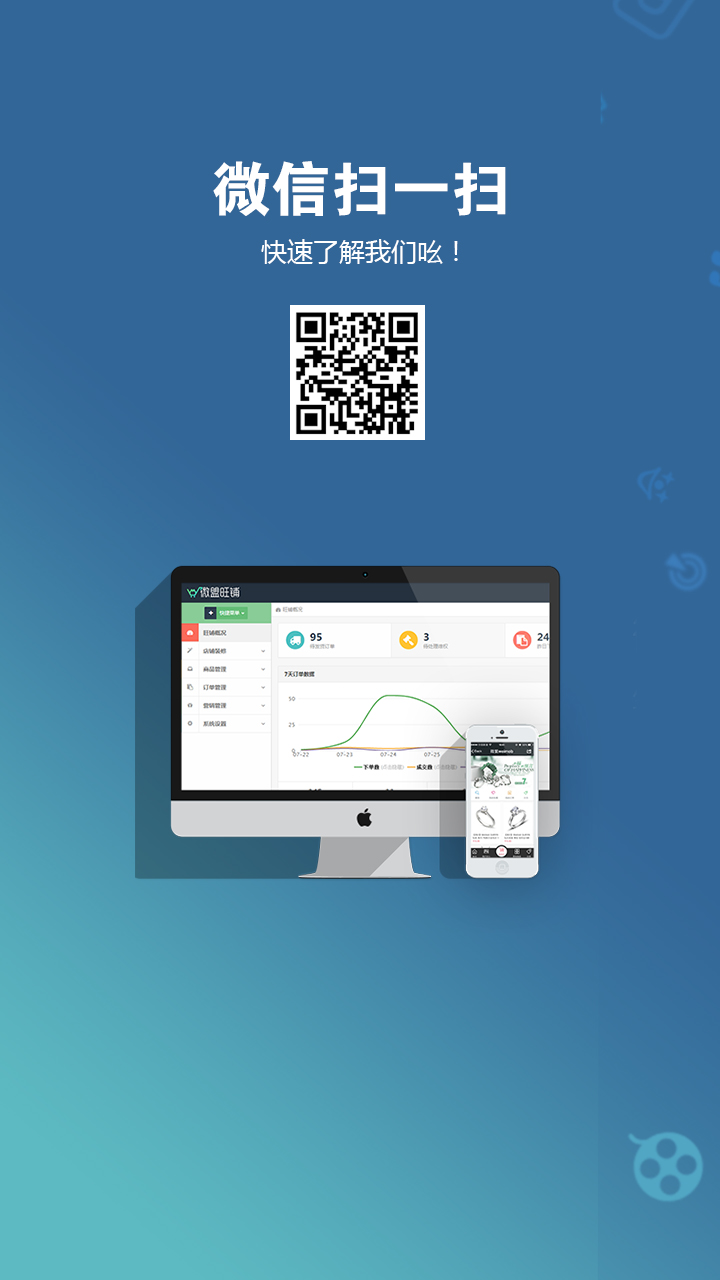 微信扫一扫
快速了解我们吆！
微盟旺铺
快捷菜单
旺铺概况
旺铺概况
店铺装修
商品管理
订单管理
营销管理
系统设置
95
待发货订单
3
待处理维权
24
昨日
7天订单数据
50
25
0
07-22
07-23
07-24
07-25
下单数
成交数